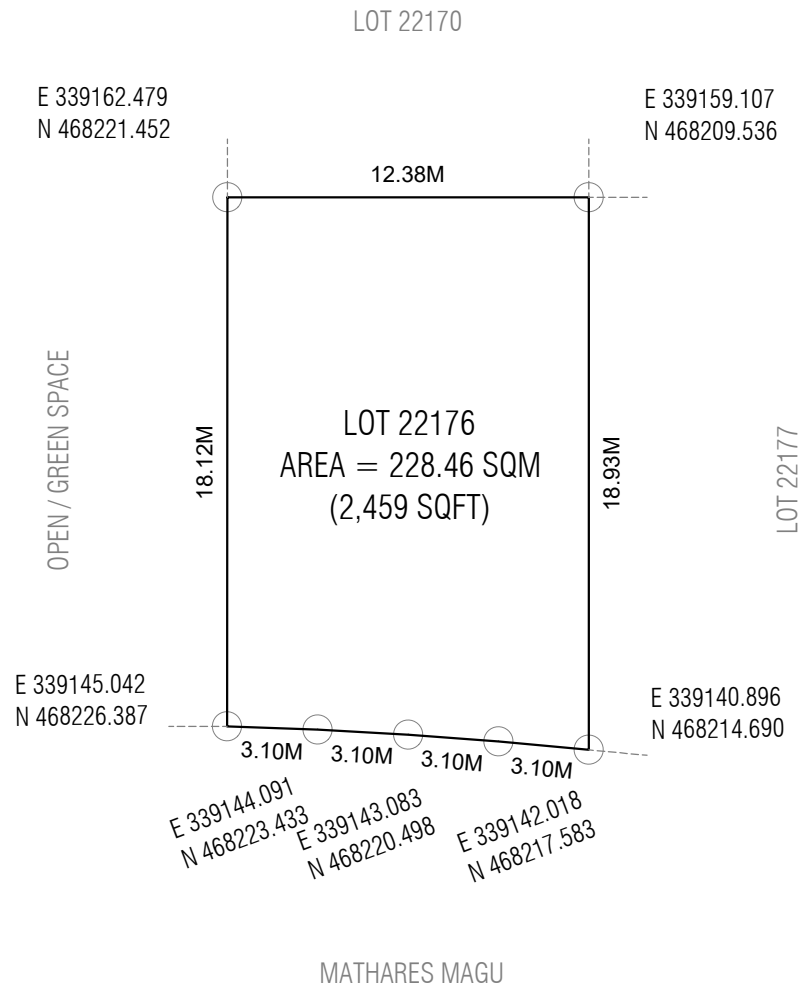 LOT 22170
E 339162.479
N 468221.452
E 339159.107
N 468209.536
12.38M
OPEN / GREEN SPACE
18.12M
LOT 22176
AREA = 228.46 SQM
(2,459 SQFT)
18.93M
LOT 22177
E 339145.042
N 468226.387
E 339140.896
N 468214.690
3.10M
3.10M
3.10M
3.10M
E 339144.091
N 468223.433
E 339143.083
N 468220.498
E 339142.018
N 468217.583
MATHARES MAGU